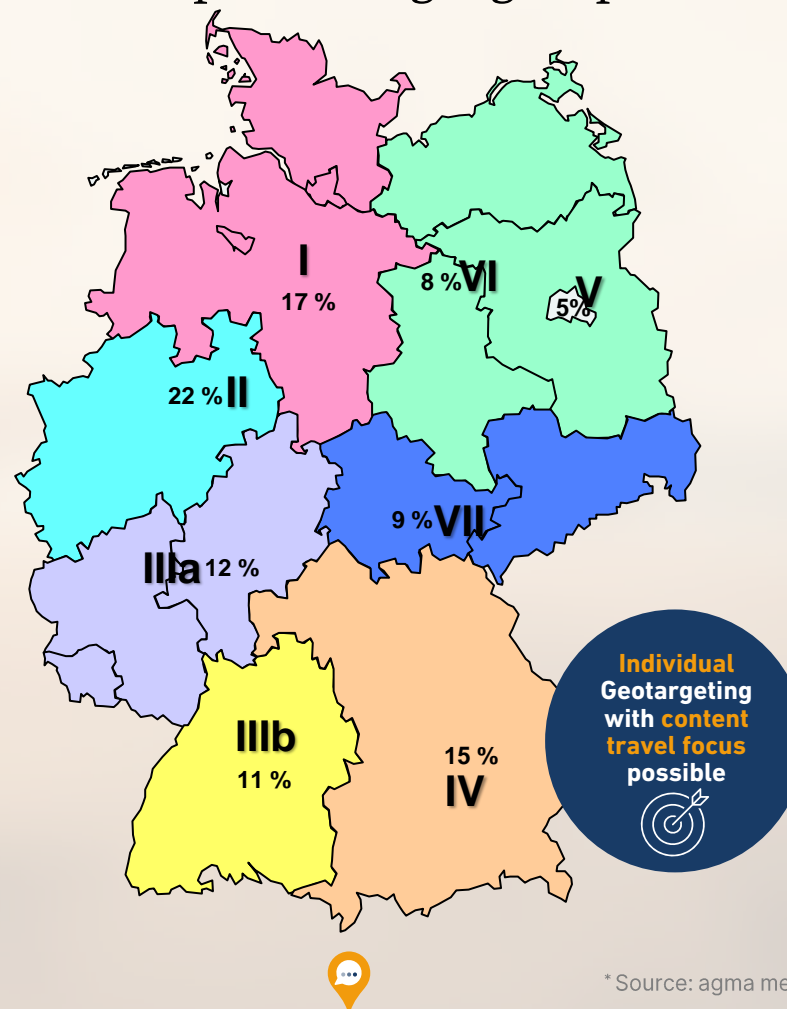 I
17 %
8 % VI
V
5%
22 % II
9 % VII
IIIa 12 %
Individual
Geotargeting
with content
travel focus
possible
IIIb
11 %
15 %
IV
* Source: agma